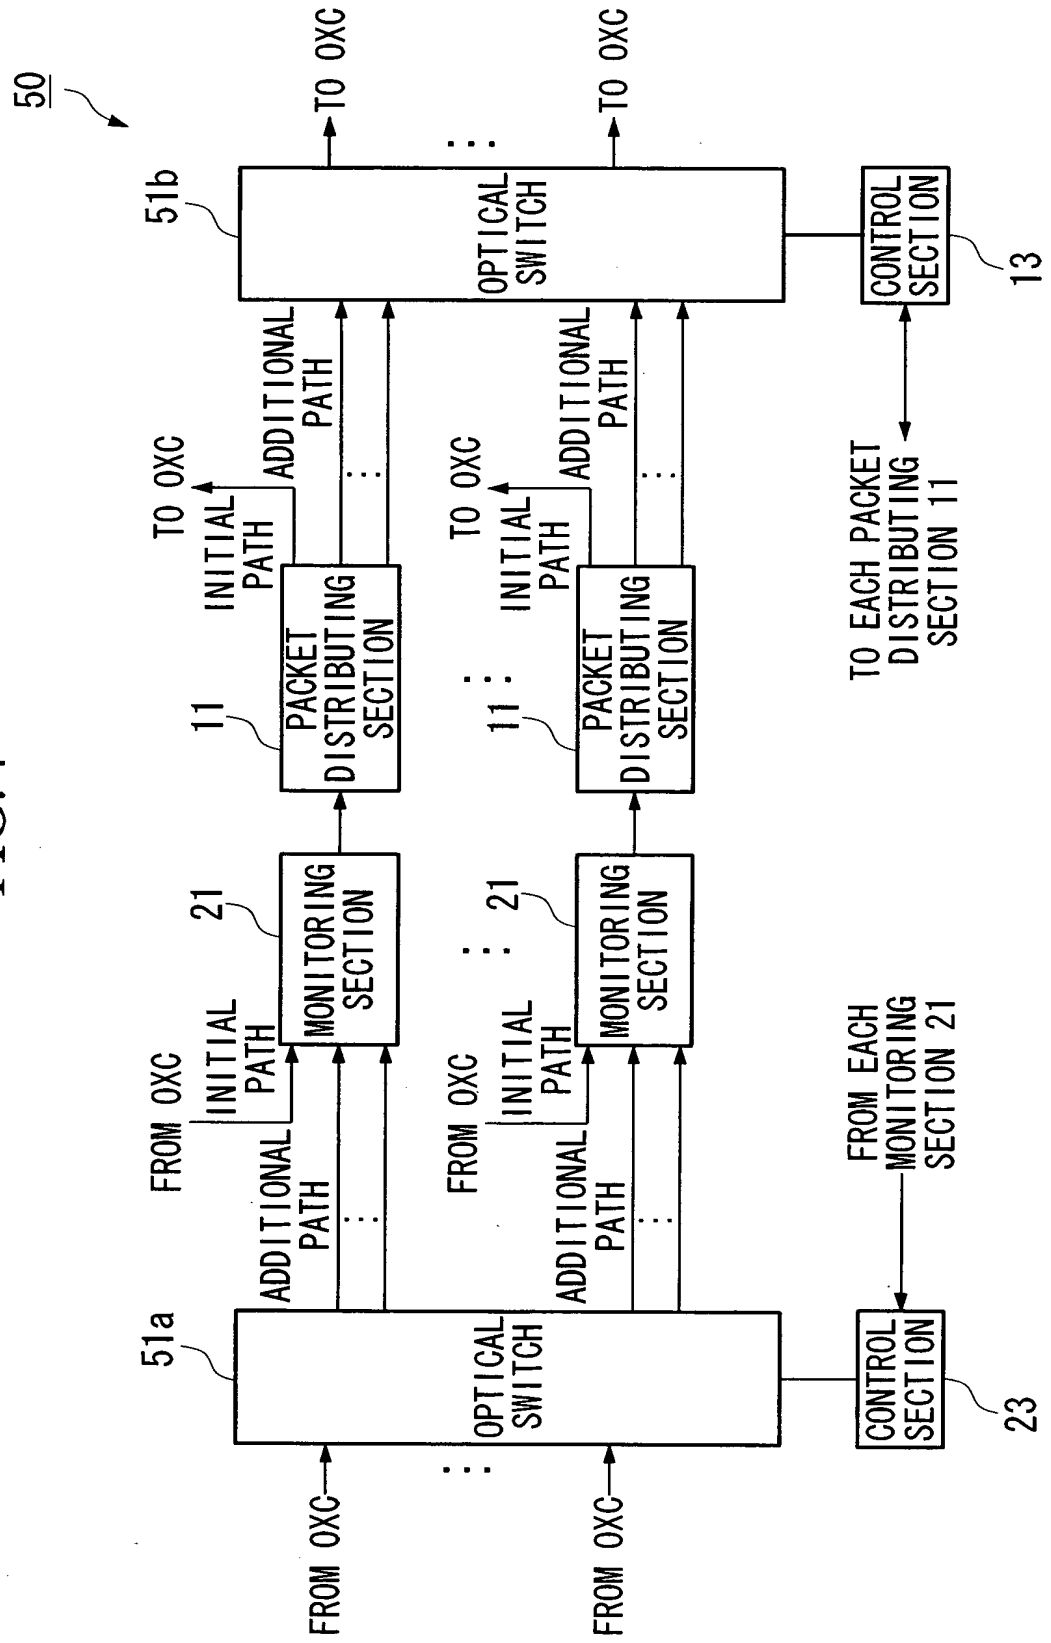 50
51a
FROM OXC
FROM OXC
OPTICAL
SWITCH
CONTROL
SECTION
23
FROM EACH
MONITORING
SECTION 21
FROM OXC
INITIAL
PATH
ADDITIONAL
PATH
21
MONITORING
SECTION
11
PACKET
DISTRIBUTING
SECTION
TO OXC
INITIAL
PATH
ADDITIONAL
PATH
FROM OXC
INITIAL
PATH
ADDITIONAL
PATH
21
MONITORING
SECTION
11
PACKET
DISTRIBUTING
SECTION
TO OXC
INITIAL
PATH
ADDITIONAL
PATH
51b
OPTICAL
SWITCH
TO OXC
TO OXC
CONTROL
SECTION
13
TO EACH PACKET
DISTRIBUTING
SECTION 11